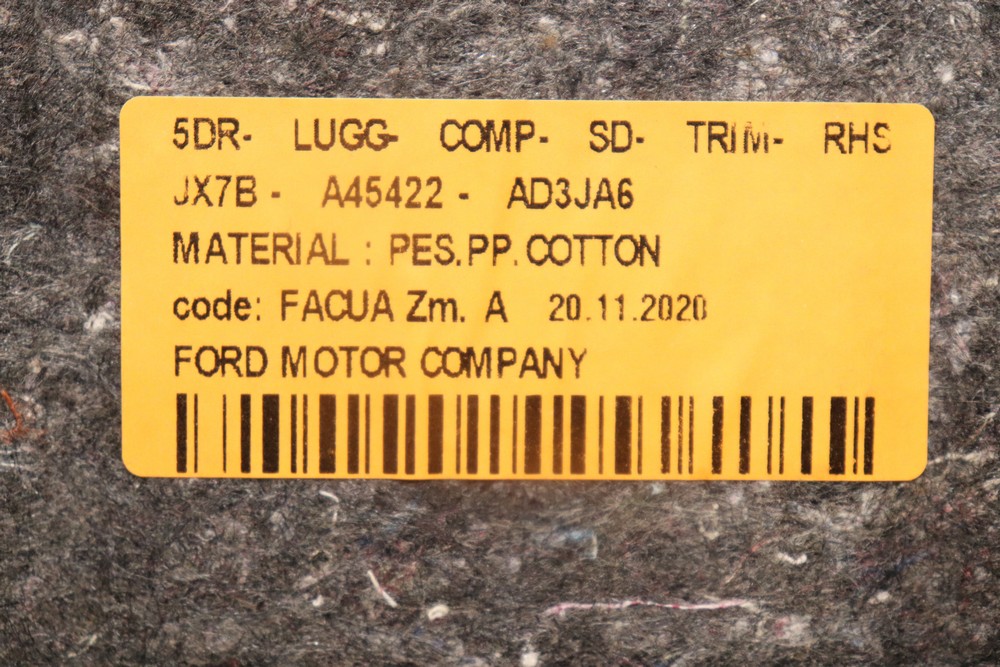 5DR- LUGG- COMP- SD- TRIM- RHS
JX7B - A45422 - AD3JA6
MATERIAL : PES.PP.COTTON
code: FACUA Zm. A 20.11.2020
FORD MOTOR COMPANY